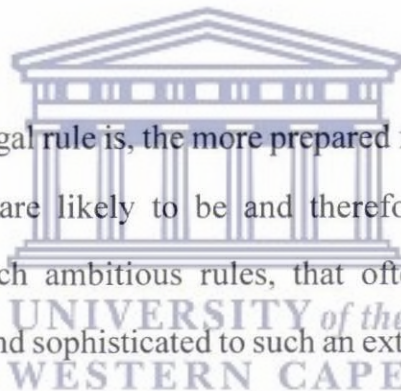 gal rule is, the more prepared
are likely to be and therefo
ch ambitious rules, that oft
UNIVERSITY of the
nd sophisticated to such an ext
WESTERN CAPE